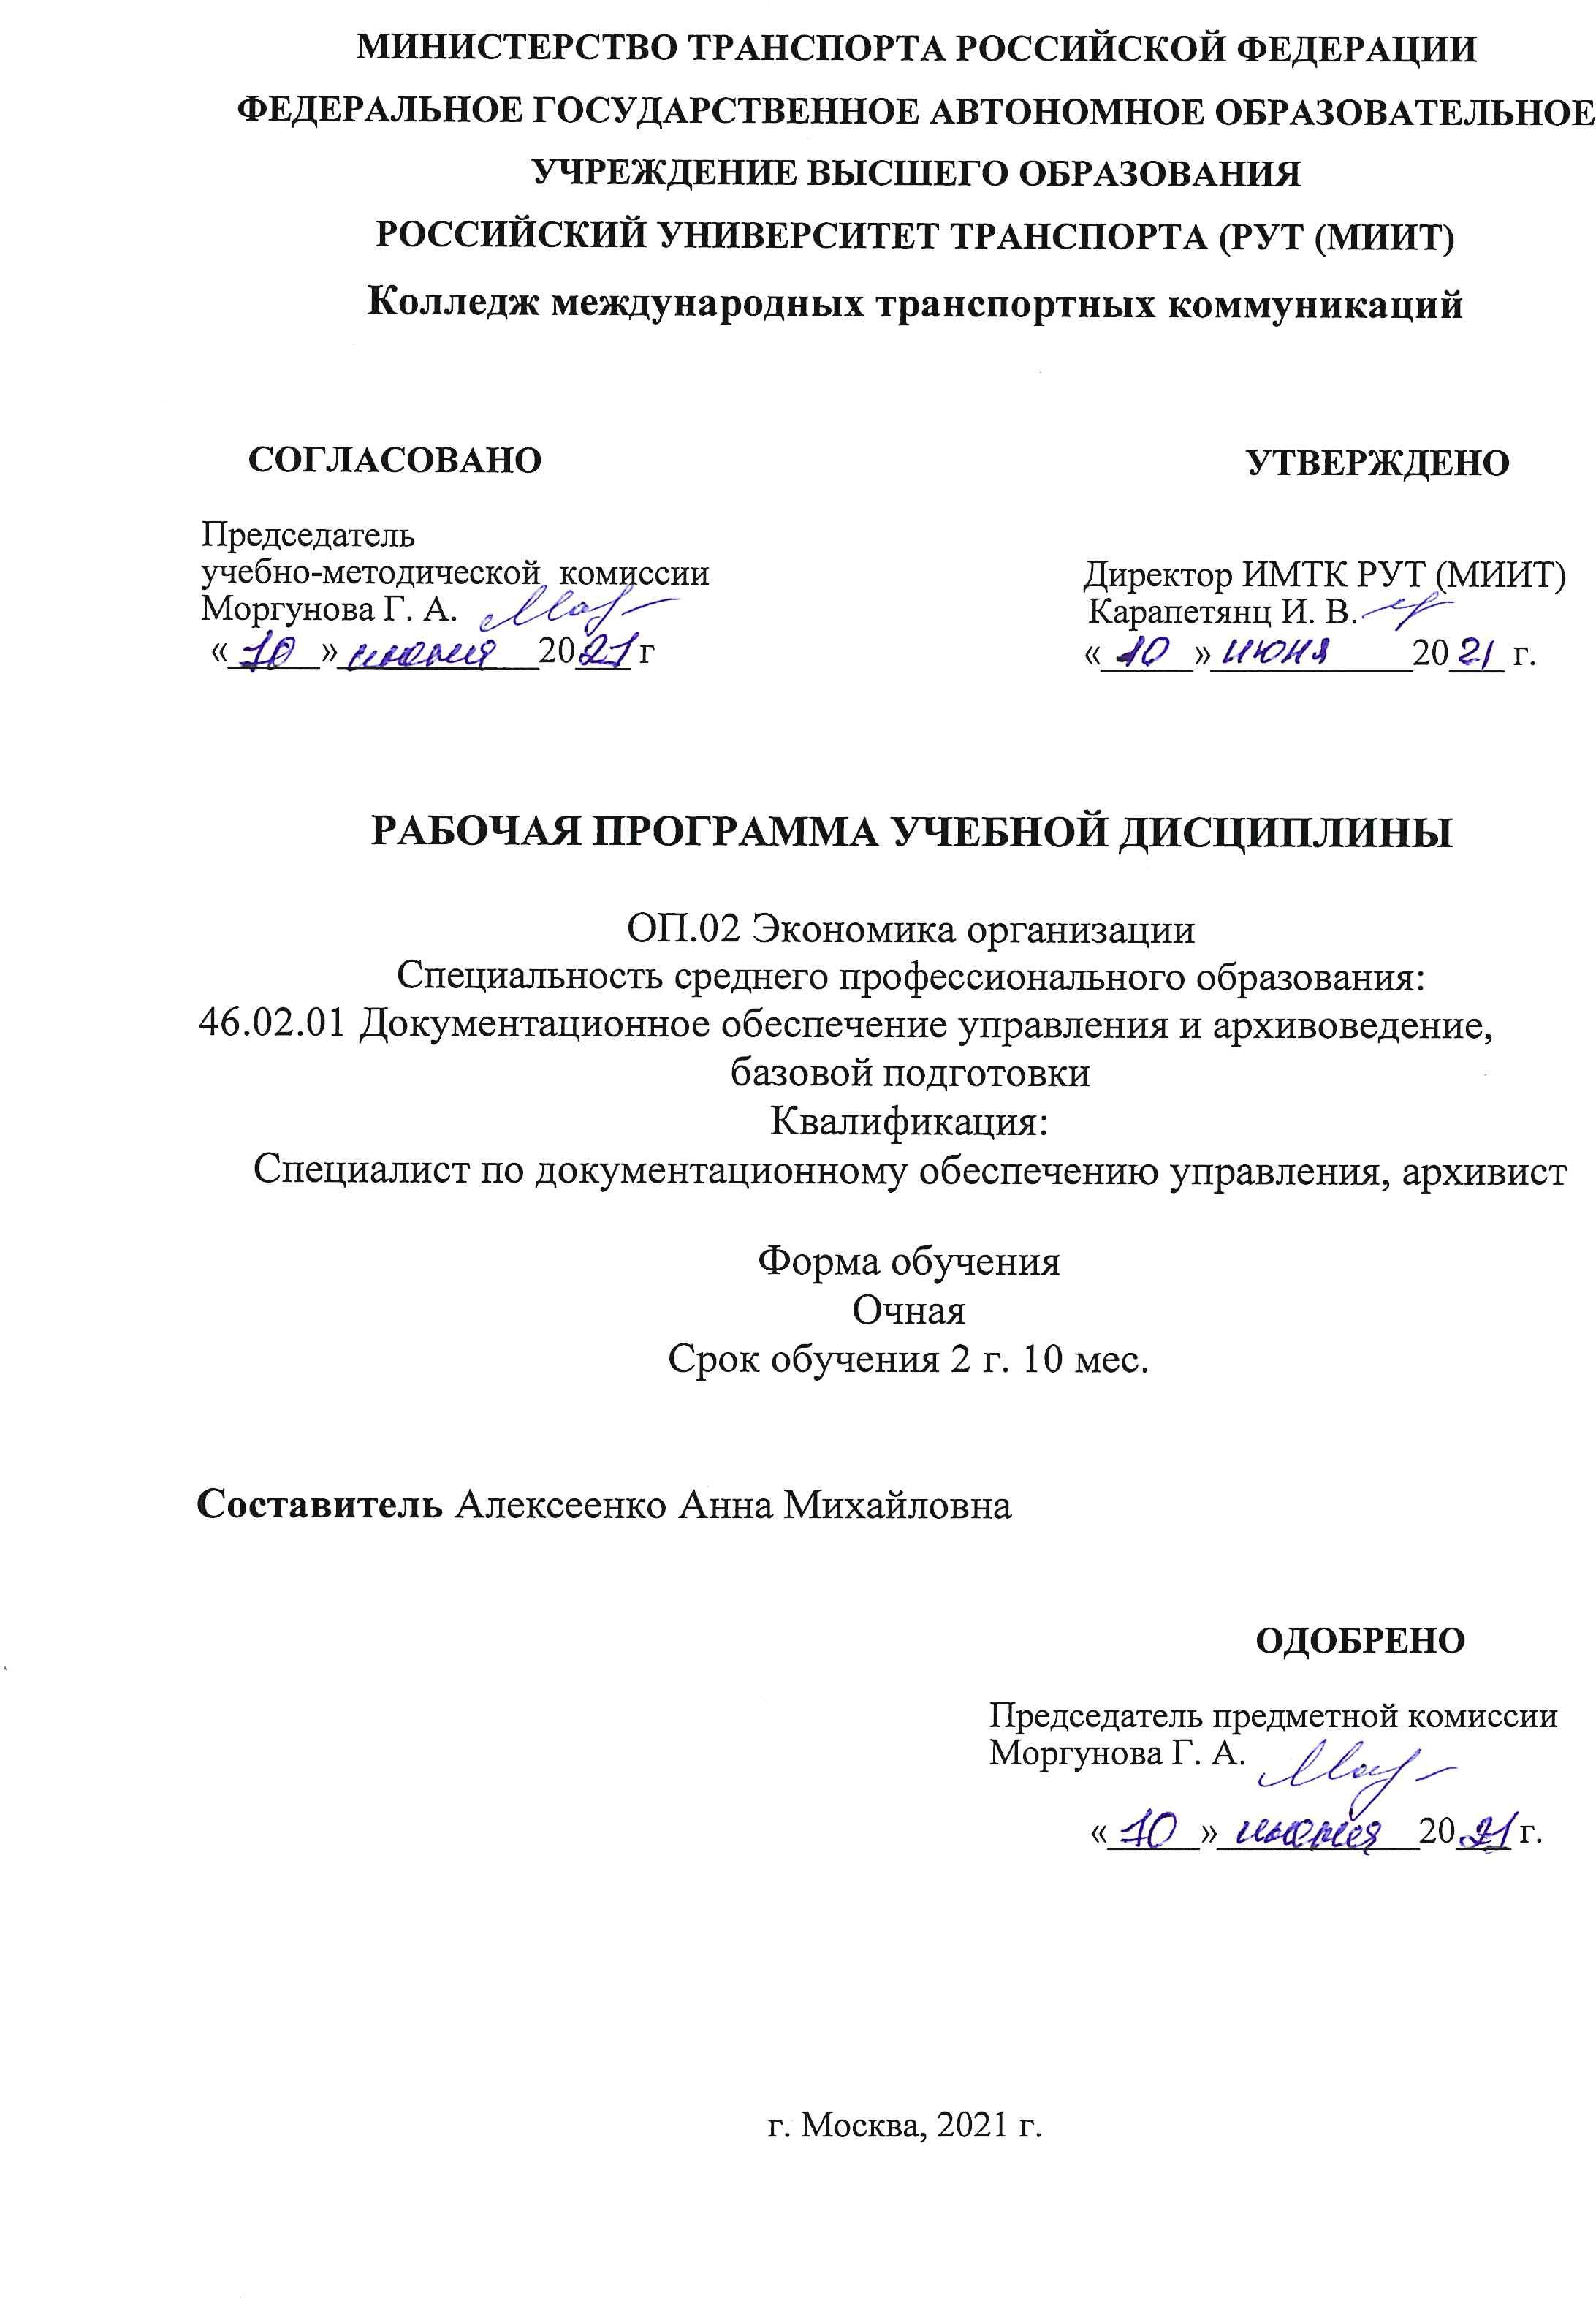 МИНИСТЕРСТВО ТРАНСПОРТА РОССИЙСКОЙ ФЕДЕРАЦИИ
ФЕДЕРАЛЬНОЕ ГОСУДАРСТВЕННОЕ АВТОНОМНОЕ ОБРАЗОВАТЕЛЬНОЕ
УЧРЕЖДЕНИЕ ВЫСШЕГО ОБРАЗОВАНИЯ
РОССИЙСКИЙ УНИВЕРСИТЕТ ТРАНСПОРТА (РУТ (МИИТ)
Колледж международных транспортных коммуникаций
СОГЛАСОВАНО
Председатель
учебно-методической комиссии
Моргунова Г. А.
«10» июня 2021 г
УТВЕРЖДЕНО
Директор ИМТК РУТ (МИИТ)
Карапетянц И. В.
«10» июня 2021 г.
РАБОЧАЯ ПРОГРАММА УЧЕБНОЙ ДИСЦИПЛИНЫ
ОП.02 Экономика организации
Специальность среднего профессионального образования:
46.02.01 Документационное обеспечение управления и архивоведение,
базовой подготовки
Квалификация:
Специалист по документационному обеспечению управления, архивист
Форма обучения
Очная
Срок обучения 2 г. 10 мес.
Составитель Алексеенко Анна Михайловна
ОДОБРЕНО
Председатель предметной комиссии
Моргунова Г. А.
«10» июня 2021 г.
г. Москва, 2021 г.